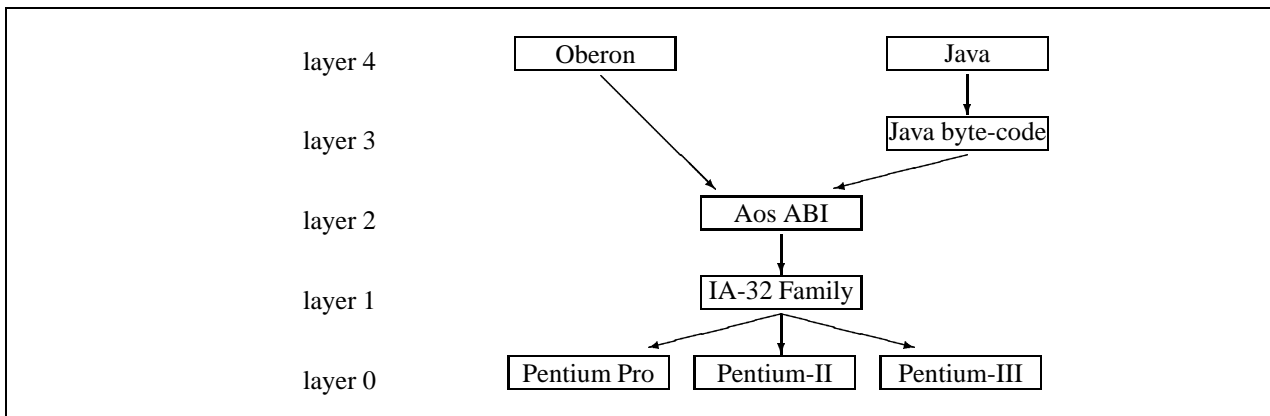 layer 4 Oberon Java
layer 3 Java byte-code
layer 2 Aos ABI
layer 1 IA-32 Family
layer 0 Pentium Pro Pentium-II Pentium-III